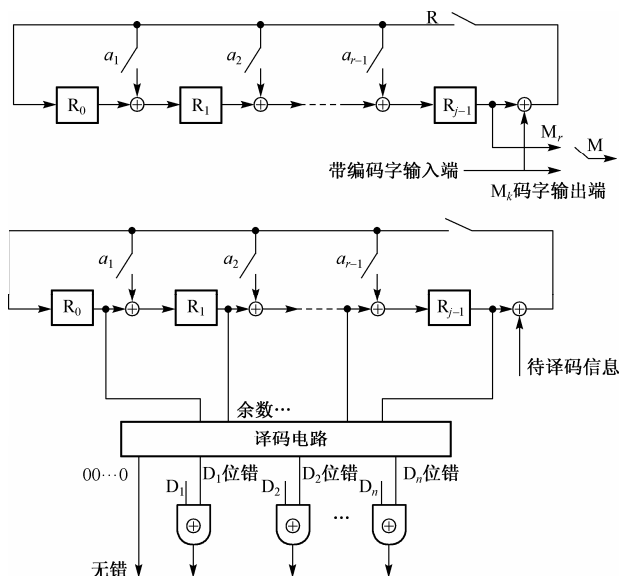 R
a₁ a₂ aᵣ₋₁
R₀ R₁ Rⱼ₋₁
Mᵣ M
带编码字输入端
Mₖ码字输出端
a₁ a₂ aᵣ₋₁
R₀ R₁ Rⱼ₋₁
待译码信息
余数…
译码电路
00…0 D₁位错 D₂位错 Dₙ位错
D₁ D₂ … Dₙ
无错